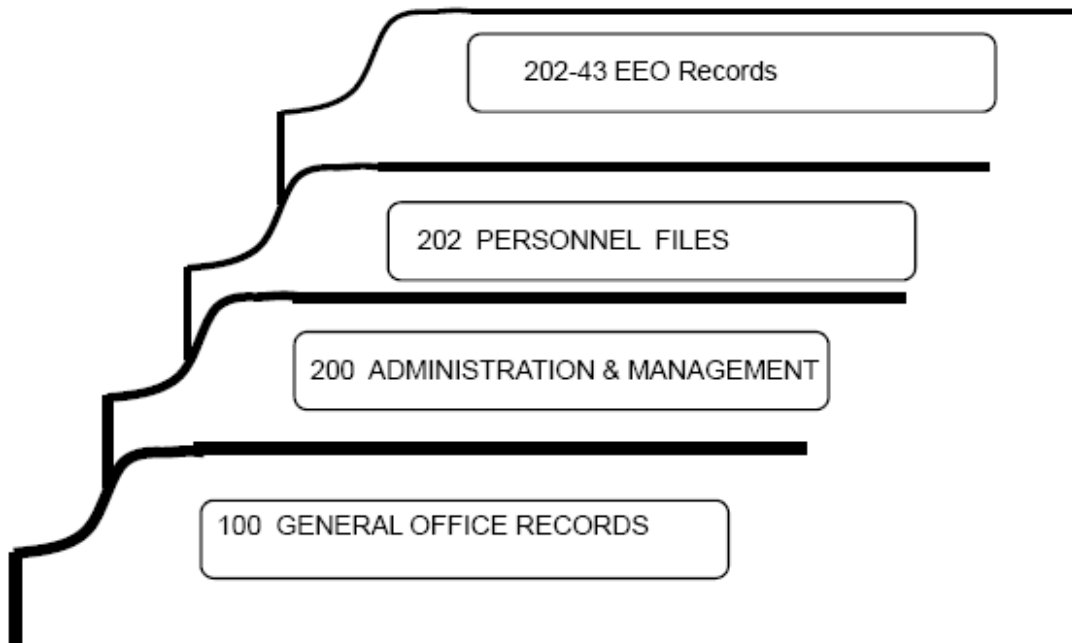 202-43 EEO Records
202 PERSONNEL FILES
200 ADMINISTRATION & MANAGEMENT
100 GENERAL OFFICE RECORDS